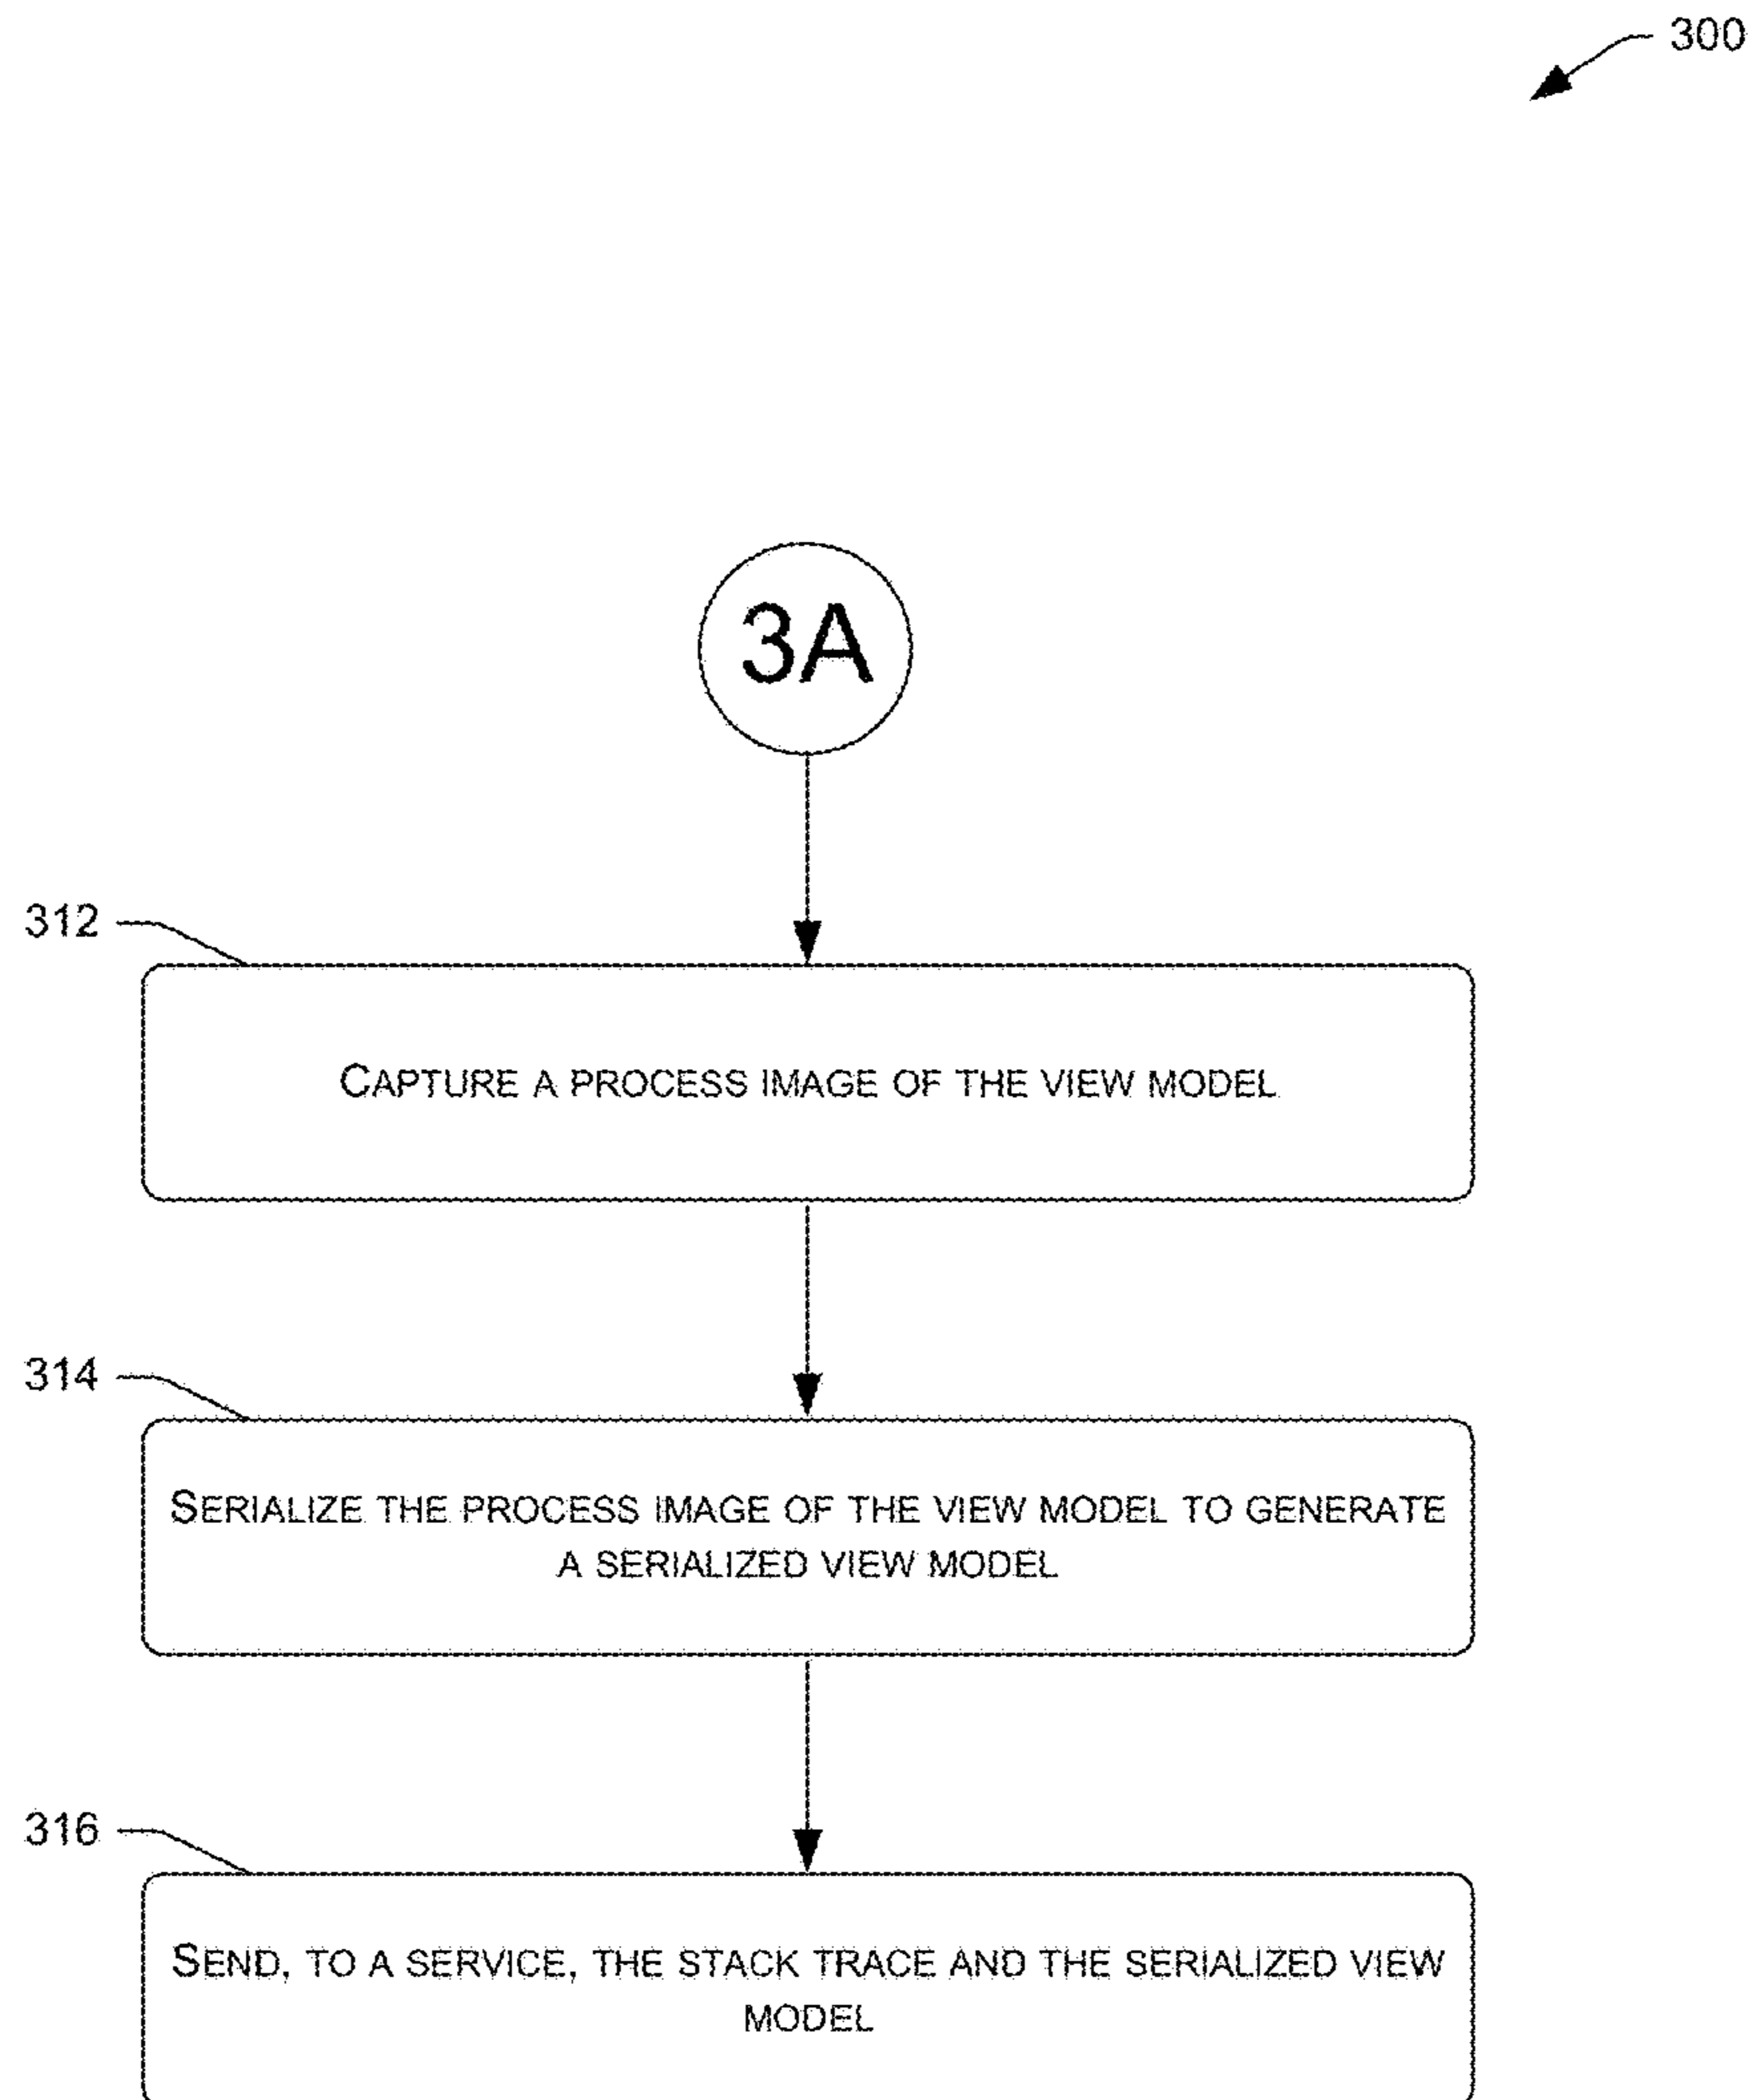 300
3A
312
CAPTURE A PROCESS IMAGE OF THE VIEW MODEL
314
SERIALIZE THE PROCESS IMAGE OF THE VIEW MODEL TO GENERATE
A SERIALIZED VIEW MODEL
316
SEND, TO A SERVICE, THE STACK TRACE AND THE SERIALIZED VIEW
MODEL